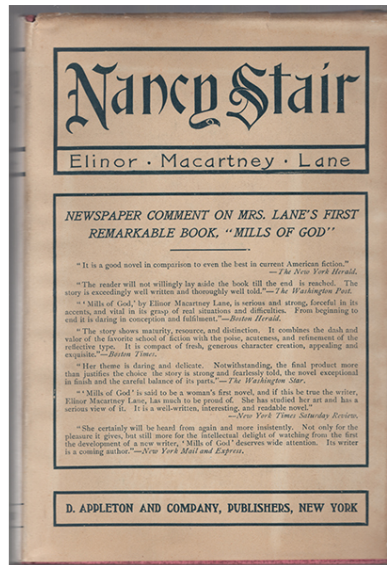 Nancy Stair
Elinor · Macartney · Lane
NEWSPAPER COMMENT ON MRS. LANE'S FIRST
REMARKABLE BOOK, "MILLS OF GOD"
"It is a good novel in comparison to even the best in current American fiction."
—The New York Herald.
"The reader will not willingly lay aside the book till the end is reached. The
story is exceedingly well written and thoroughly well told."—The Washington Post.
"'Mills of God,' by Elinor Macartney Lane, is serious and strong, forceful in its
accents, and vital in its grasp of real situations and difficulties. From beginning to
end it is daring in conception and fulfilment."—Boston Herald.
"The story shows maturity, resource, and distinction. It combines the dash and
valor of the favorite school of fiction with the poise, acuteness, and refinement of the
reflective type. It is compact of fresh, generous character creation, appealing and
exquisite."—Boston Times.
"Her theme is daring and delicate. Notwithstanding, the final product more
than justifies the choice the story is strong and fearlessly told, the novel exceptional
in finish and the careful balance of its parts."—The Washington Star.
"'Mills of God' is said to be a woman's first novel, and if this be true the writer,
Elinor Macartney Lane, has much to be proud of. She has studied her art and has a
serious view of it. It is a well-written, interesting, and readable novel."
—New York Times Saturday Review.
"She certainly will be heard from again and more insistently. Not only for the
pleasure it gives, but still more for the intellectual delight of watching from the first
the development of a new writer, 'Mills of God' deserves wide attention. Its writer
is a coming author."—New York Mail and Express.
D. APPLETON AND COMPANY, PUBLISHERS, NEW YORK